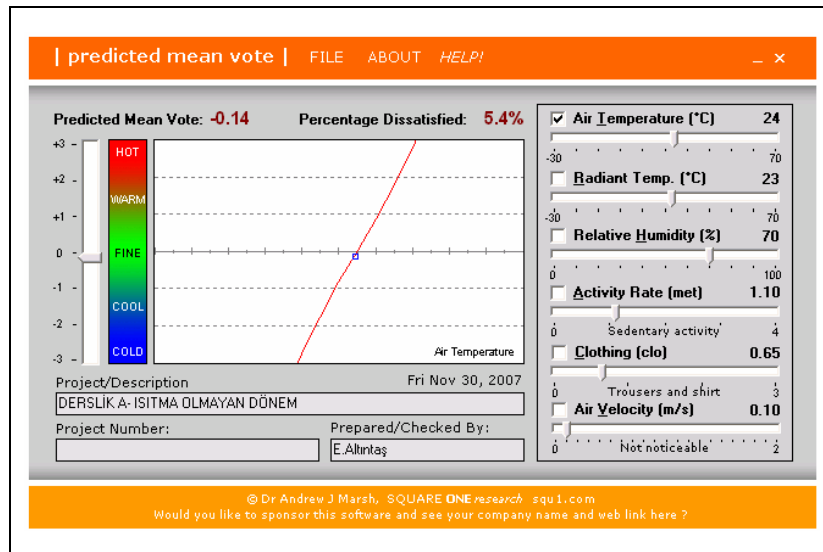 | predicted mean vote | FILE ABOUT HELP!
Predicted Mean Vote: -0.14 Percentage Dissatisfied: 5.4%
+3
+2
+1
0
-1
-2
-3
HOT
WARM
FINE
COOL
COLD
Air Temperature
Project/Description Fri Nov 30, 2007
DERSLİK A- ISITMA OLMAYAN DÖNEM
Project Number: Prepared/Checked By:
E.Altıntaş
Air Temperature (°C) 24
-30 70
Radiant Temp. (°C) 23
-30 70
Relative Humidity (%) 70
0 100
Activity Rate (met) 1.10
0 Sedentary activity 4
Clothing (clo) 0.65
0 Trousers and shirt 3
Air Velocity (m/s) 0.10
0 Not noticeable 2
© Dr Andrew J Marsh, SQUARE ONE research squ1.com
Would you like to sponsor this software and see your company name and web link here ?